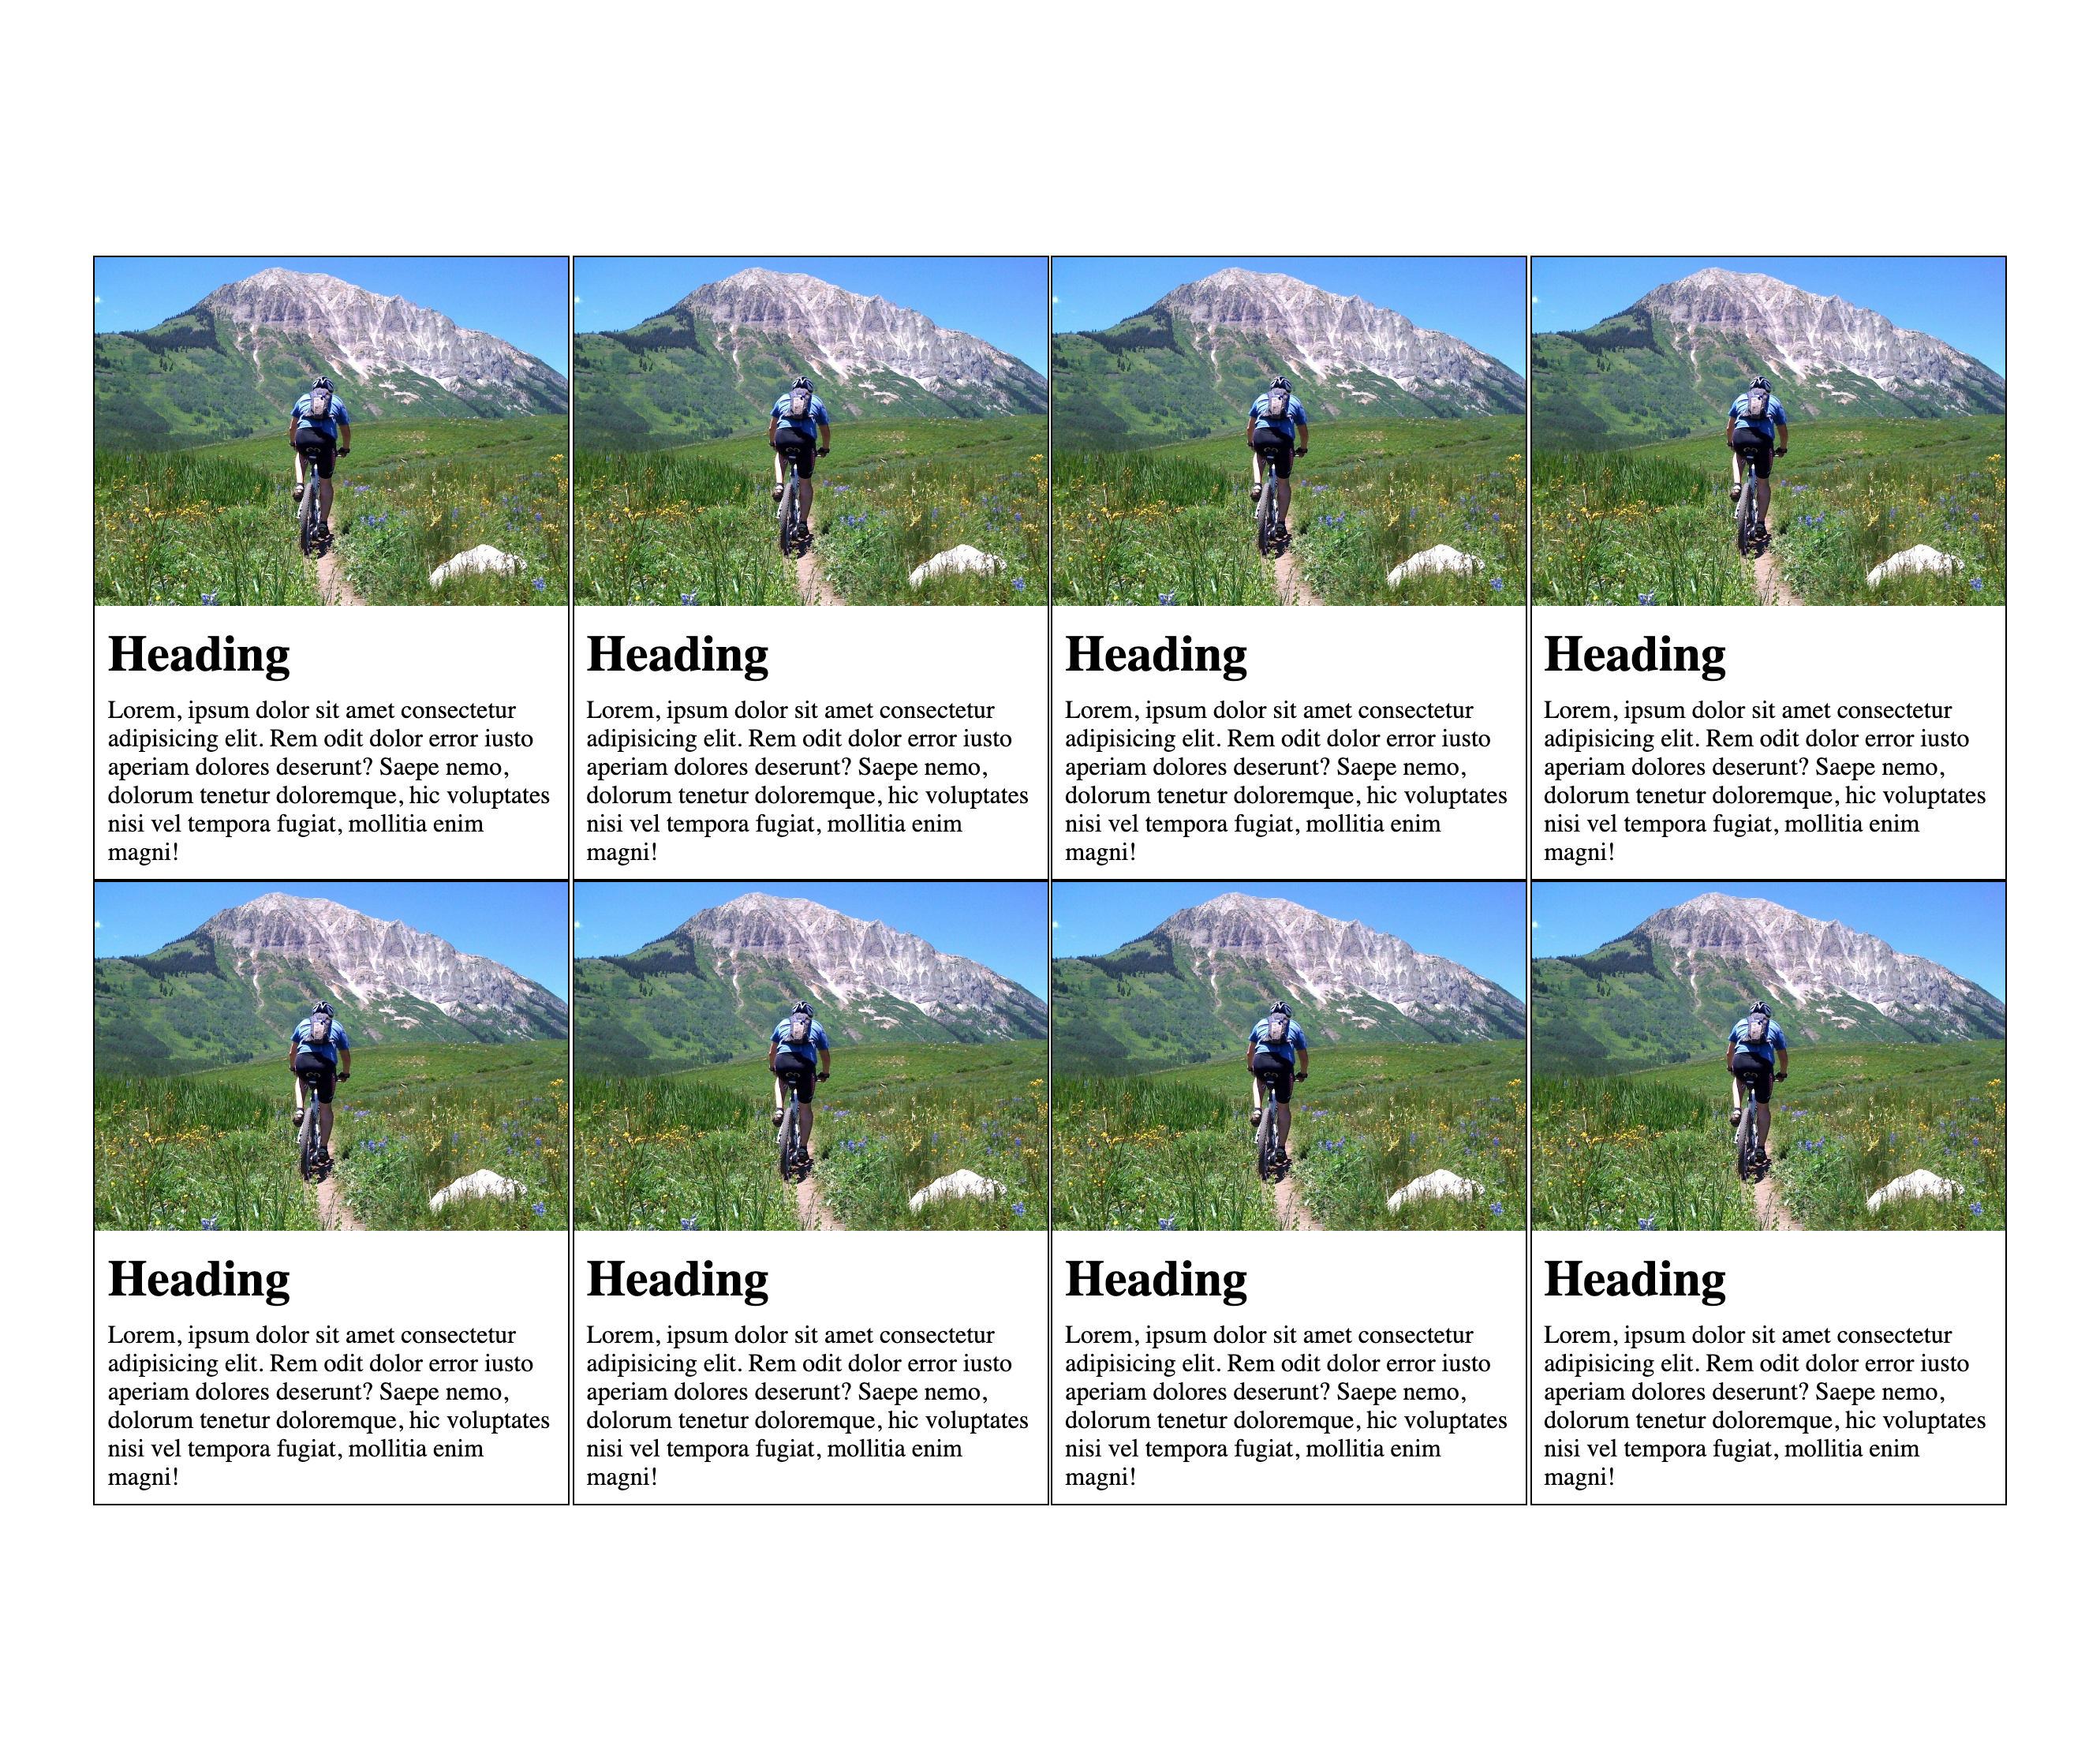 Heading
Lorem, ipsum dolor sit amet consectetur
adipisicing elit. Rem odit dolor error iusto
aperiam dolores deserunt? Saepe nemo,
dolorum tenetur doloremque, hic voluptates
nisi vel tempora fugiat, mollitia enim
magni!
Heading
Lorem, ipsum dolor sit amet consectetur
adipisicing elit. Rem odit dolor error iusto
aperiam dolores deserunt? Saepe nemo,
dolorum tenetur doloremque, hic voluptates
nisi vel tempora fugiat, mollitia enim
magni!
Heading
Lorem, ipsum dolor sit amet consectetur
adipisicing elit. Rem odit dolor error iusto
aperiam dolores deserunt? Saepe nemo,
dolorum tenetur doloremque, hic voluptates
nisi vel tempora fugiat, mollitia enim
magni!
Heading
Lorem, ipsum dolor sit amet consectetur
adipisicing elit. Rem odit dolor error iusto
aperiam dolores deserunt? Saepe nemo,
dolorum tenetur doloremque, hic voluptates
nisi vel tempora fugiat, mollitia enim
magni!
Heading
Lorem, ipsum dolor sit amet consectetur
adipisicing elit. Rem odit dolor error iusto
aperiam dolores deserunt? Saepe nemo,
dolorum tenetur doloremque, hic voluptates
nisi vel tempora fugiat, mollitia enim
magni!
Heading
Lorem, ipsum dolor sit amet consectetur
adipisicing elit. Rem odit dolor error iusto
aperiam dolores deserunt? Saepe nemo,
dolorum tenetur doloremque, hic voluptates
nisi vel tempora fugiat, mollitia enim
magni!
Heading
Lorem, ipsum dolor sit amet consectetur
adipisicing elit. Rem odit dolor error iusto
aperiam dolores deserunt? Saepe nemo,
dolorum tenetur doloremque, hic voluptates
nisi vel tempora fugiat, mollitia enim
magni!
Heading
Lorem, ipsum dolor sit amet consectetur
adipisicing elit. Rem odit dolor error iusto
aperiam dolores deserunt? Saepe nemo,
dolorum tenetur doloremque, hic voluptates
nisi vel tempora fugiat, mollitia enim
magni!